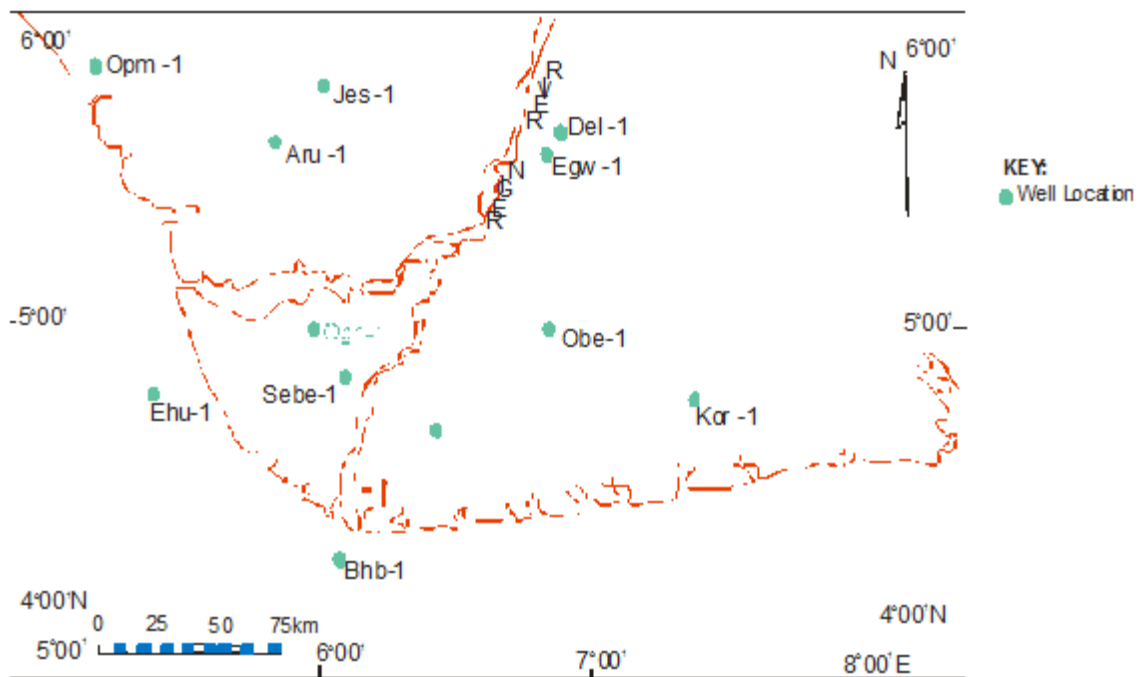 6°00'
6°00'
N
Opm -1
R
I
V
E
R
Jes -1
Del -1
Aru -1
Egw -1
KEY:
Well Location
N
I
G
E
R
5°00'
5°00'
Obe-1
Sebe-1
Ehu-1
Kor -1
Bhb-1
4°00'N
4°00'N
0 25 50 75km
5°00'
6°00'
7°00'
8°00'E